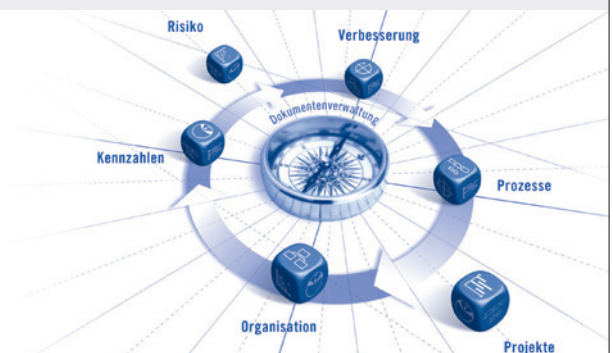 Risiko
Verbesserung
Dokumentenverwaltung
Kennzahlen
Prozesse
Organisation
Projekte